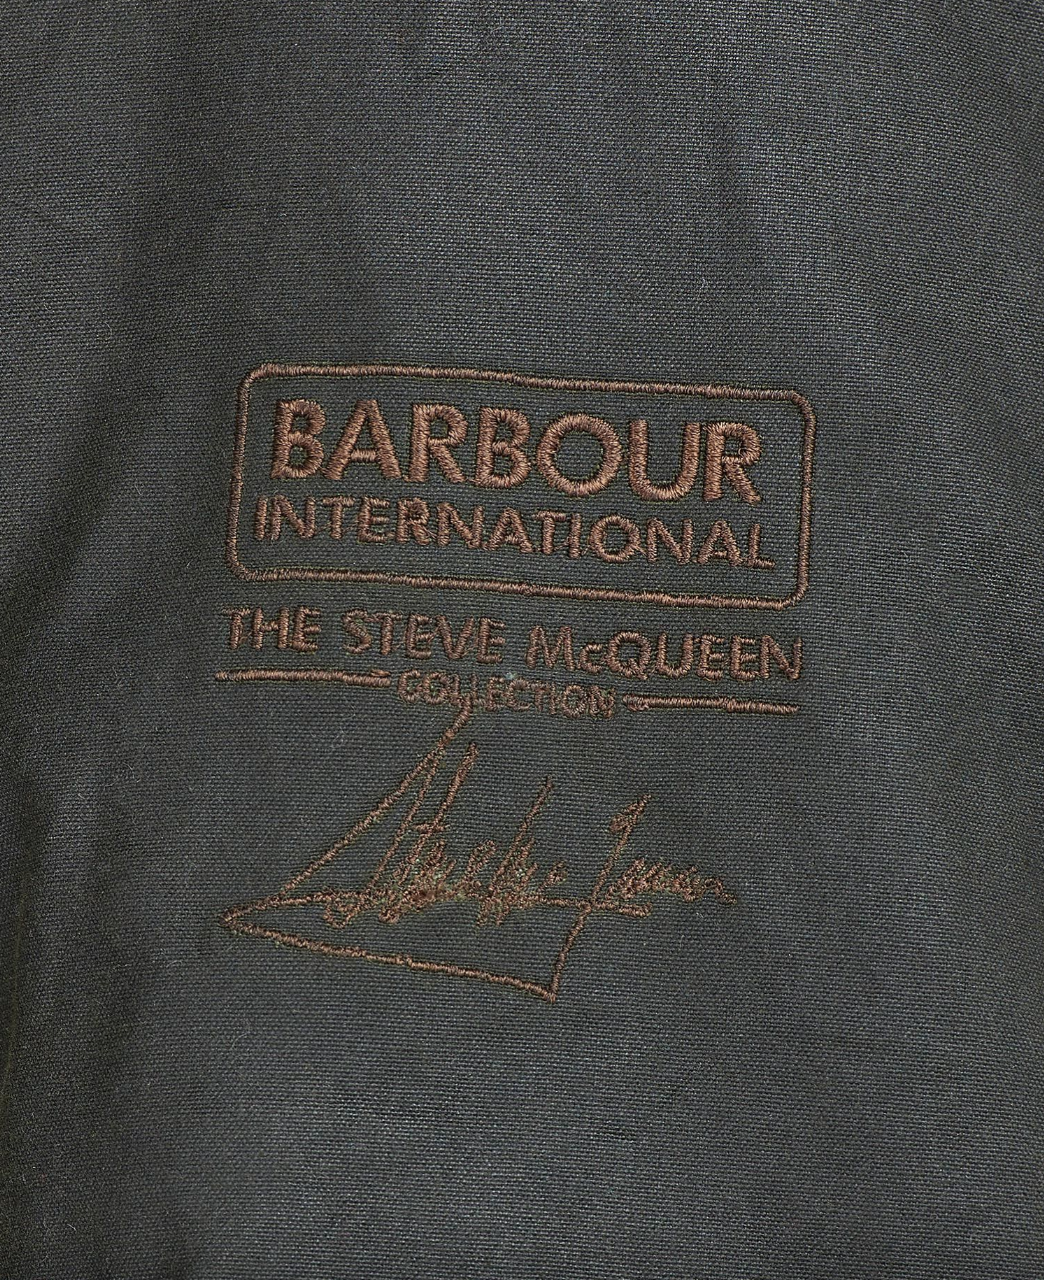 BARBOUR
INTERNATIONAL
THE STEVE McQUEEN
COLLECTION